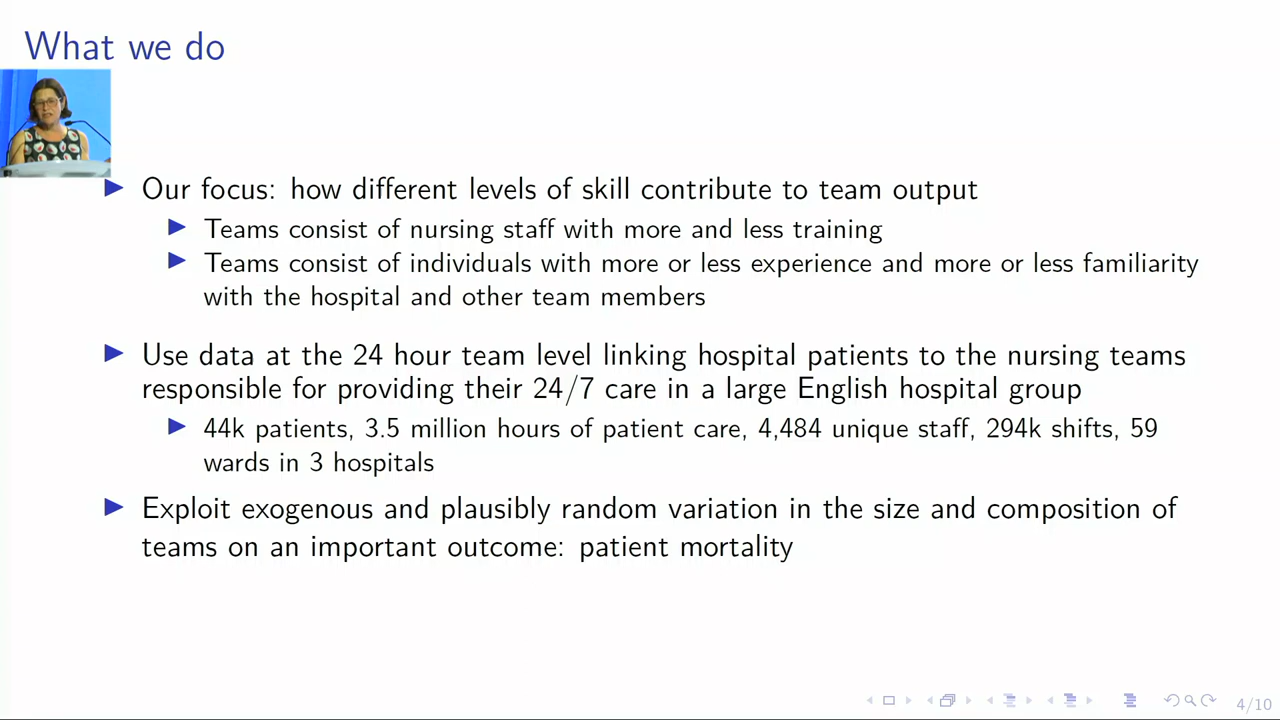 What we do
Our focus: how different levels of skill contribute to team output
Teams consist of nursing staff with more and less training
Teams consist of individuals with more or less experience and more or less familiarity
with the hospital and other team members
Use data at the 24 hour team level linking hospital patients to the nursing teams
responsible for providing their 24/7 care in a large English hospital group
44k patients, 3.5 million hours of patient care, 4,484 unique staff, 294k shifts, 59
wards in 3 hospitals
Exploit exogenous and plausibly random variation in the size and composition of
teams on an important outcome: patient mortality
4/10